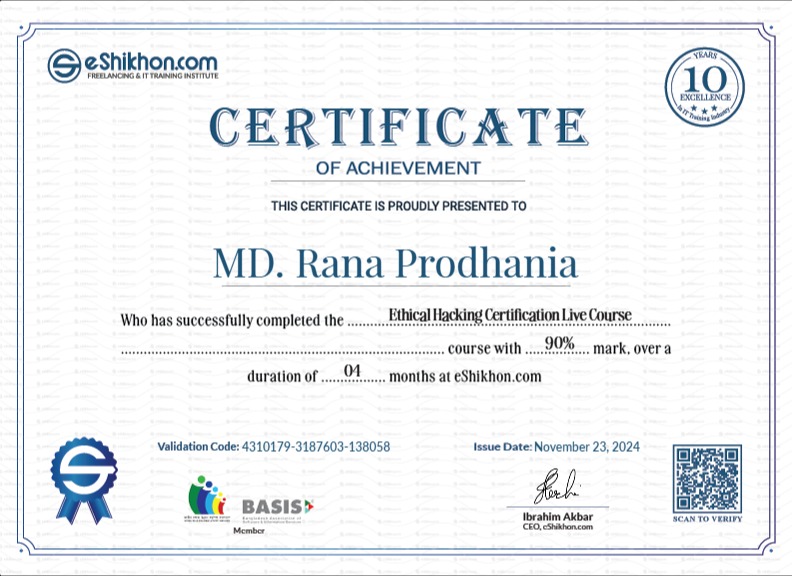 eShikhon.com
FREELANCING & IT TRAINING INSTITUTE
YEARS
10
EXCELLENCE
In IT Training Industry
CERTIFICATE
OF ACHIEVEMENT
THIS CERTIFICATE IS PROUDLY PRESENTED TO
MD. Rana Prodhania
Who has successfully completed the ........Ethical Hacking Certification Live Course........
........ course with .....90%.... mark, over a
duration of .....04...... months at eShikhon.com
Validation Code: 4310179-3187603-138058
Issue Date: November 23, 2024
BASIS
Member
Ibrahim Akbar
CEO, eShikhon.com
SCAN TO VERIFY